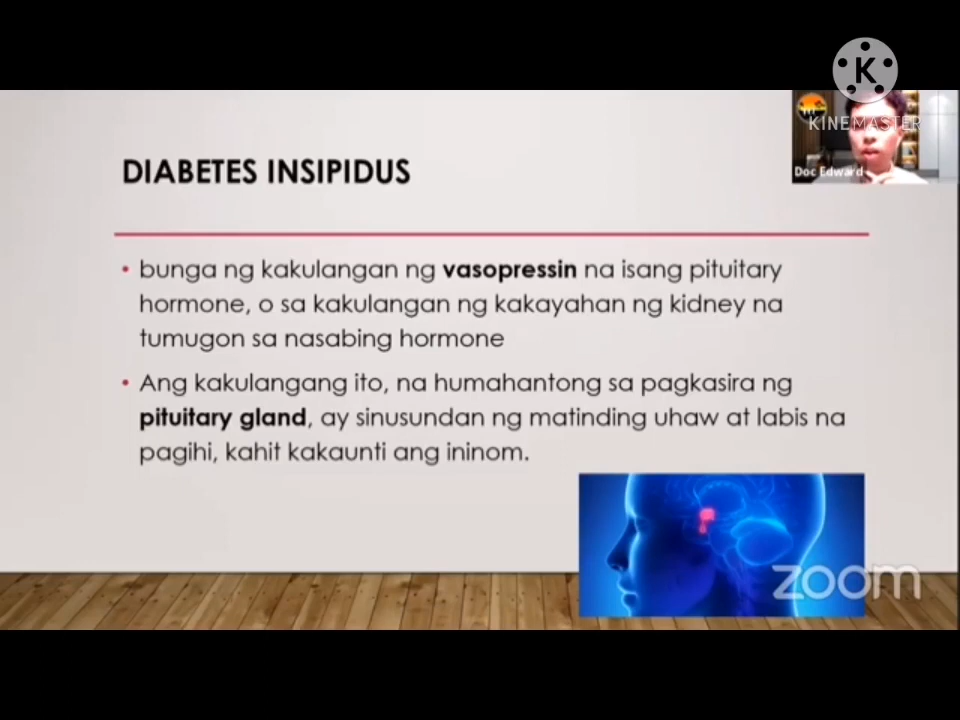 KINEMASTER
Doc Edward
DIABETES INSIPIDUS
• bunga ng kakulangan ng vasopressin na isang pituitary
hormone, o sa kakulangan ng kakayahan ng kidney na
tumugon sa nasabing hormone
• Ang kakulangang ito, na humahantong sa pagkasira ng
pituitary gland, ay sinusundan ng matinding uhaw at labis na
pagihi, kahit kakaunti ang ininom.
zoom